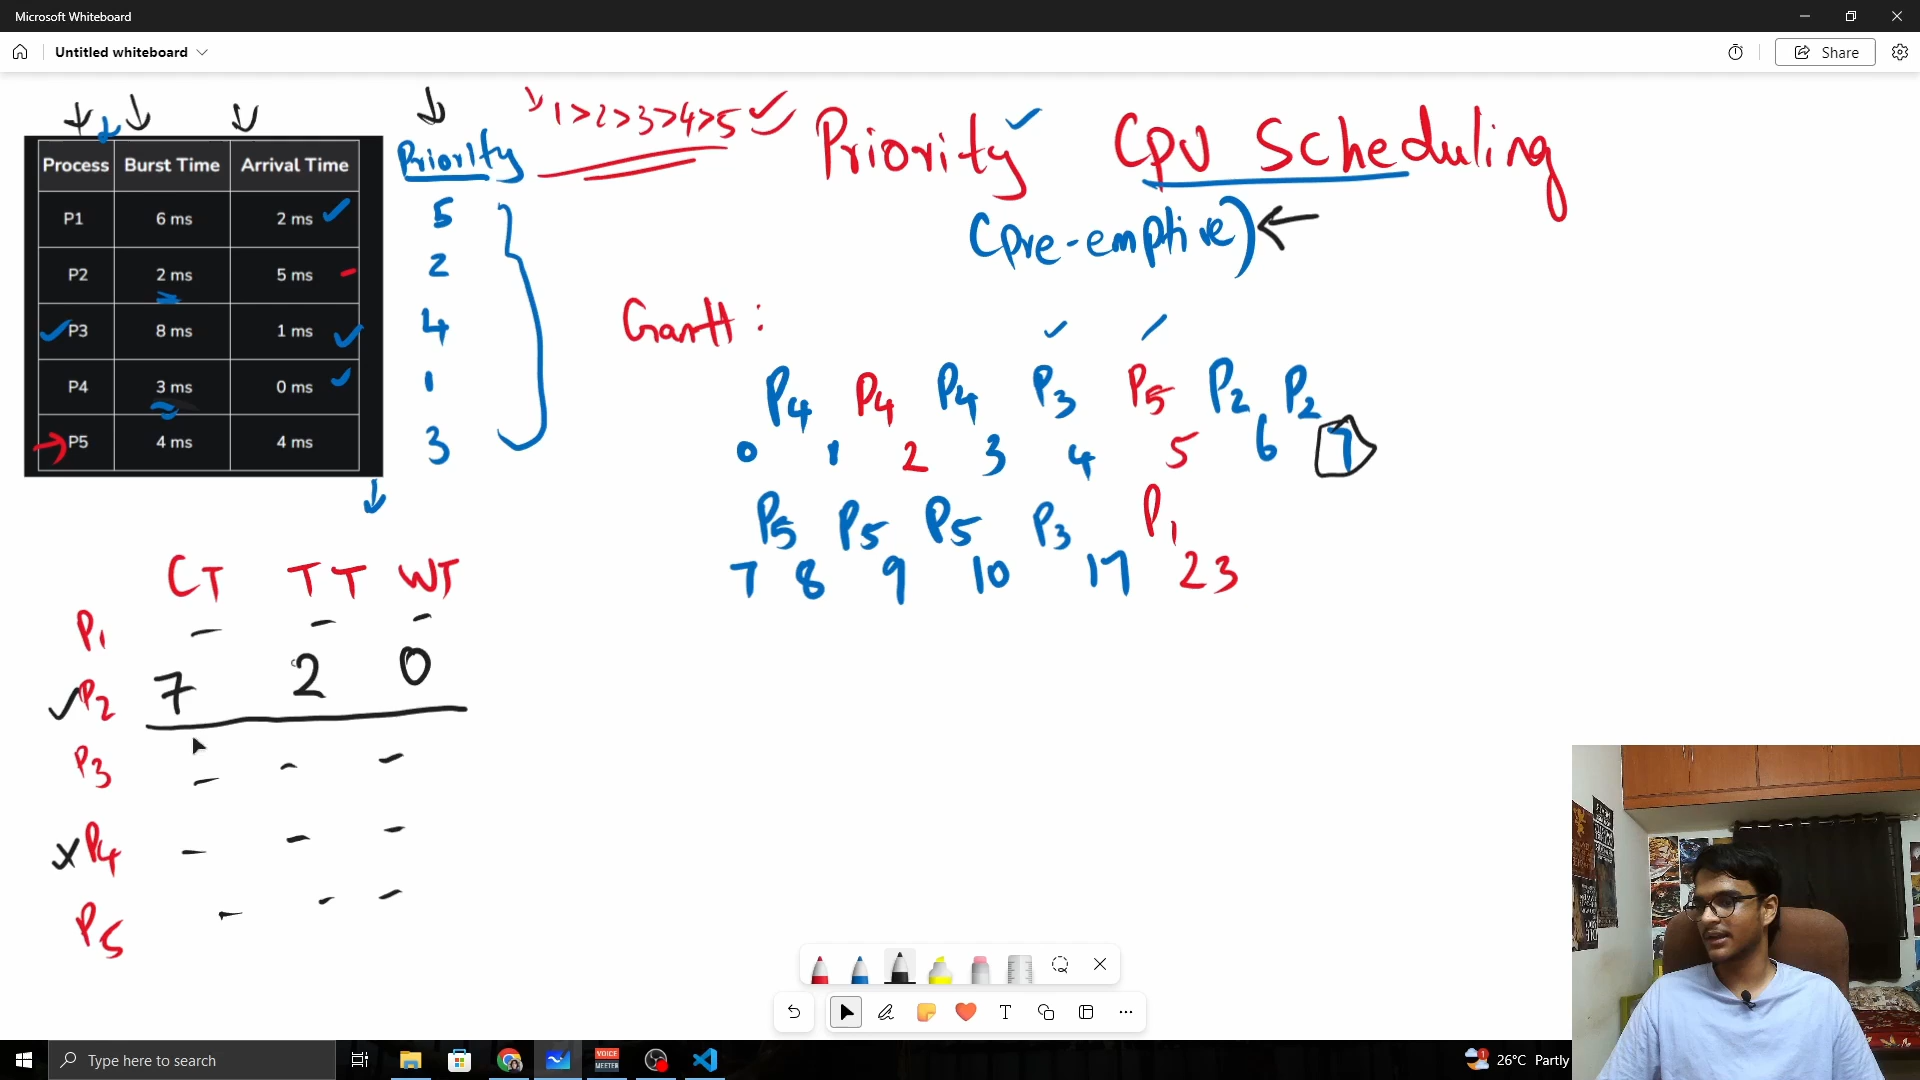 Microsoft Whiteboard
Untitled whiteboard
Share
1>2>3>4>5
Priority CPU Scheduling
(pre-emptive)
Process Burst Time Arrival Time Priority
P1 6 ms 2 ms 5
P2 2 ms 5 ms 2
P3 8 ms 1 ms 4
P4 3 ms 0 ms 1
P5 4 ms 4 ms 3
Gantt :
P4 P4 P4 P3 P5 P2 P2
0 1 2 3 4 5 6 7
P5 P5 P5 P3 P1
7 8 9 10 17 23
CT TT WT
P1 - - -
P2 7 2 0
P3 - - -
P4 - - -
P5 - - -
Type here to search
VOICE
MEETER
1
26°C Partly